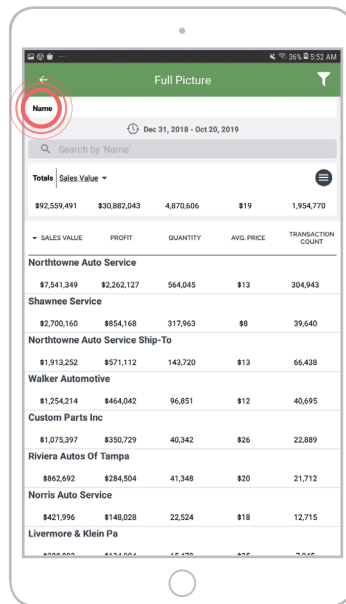 36% 5:52 AM
Full Picture
Name
Dec 31, 2018 - Oct 20, 2019
Search by 'Name'
Totals Sales Value
$92,559,491 $30,882,043 4,870,606 $19 1,954,770
SALES VALUE PROFIT QUANTITY AVG. PRICE TRANSACTION
COUNT
Northtowne Auto Service
$7,541,349 $2,262,127 564,045 $13 304,943
Shawnee Service
$2,700,160 $854,168 317,963 $8 39,640
Northtowne Auto Service Ship-To
$1,913,252 $571,112 143,720 $13 66,438
Walker Automotive
$1,254,214 $464,042 96,851 $12 40,695
Custom Parts Inc
$1,075,397 $350,729 40,342 $26 22,889
Riviera Autos Of Tampa
$862,692 $284,504 41,348 $20 21,712
Norris Auto Service
$421,996 $148,028 22,524 $18 12,715
Livermore & Klein Pa